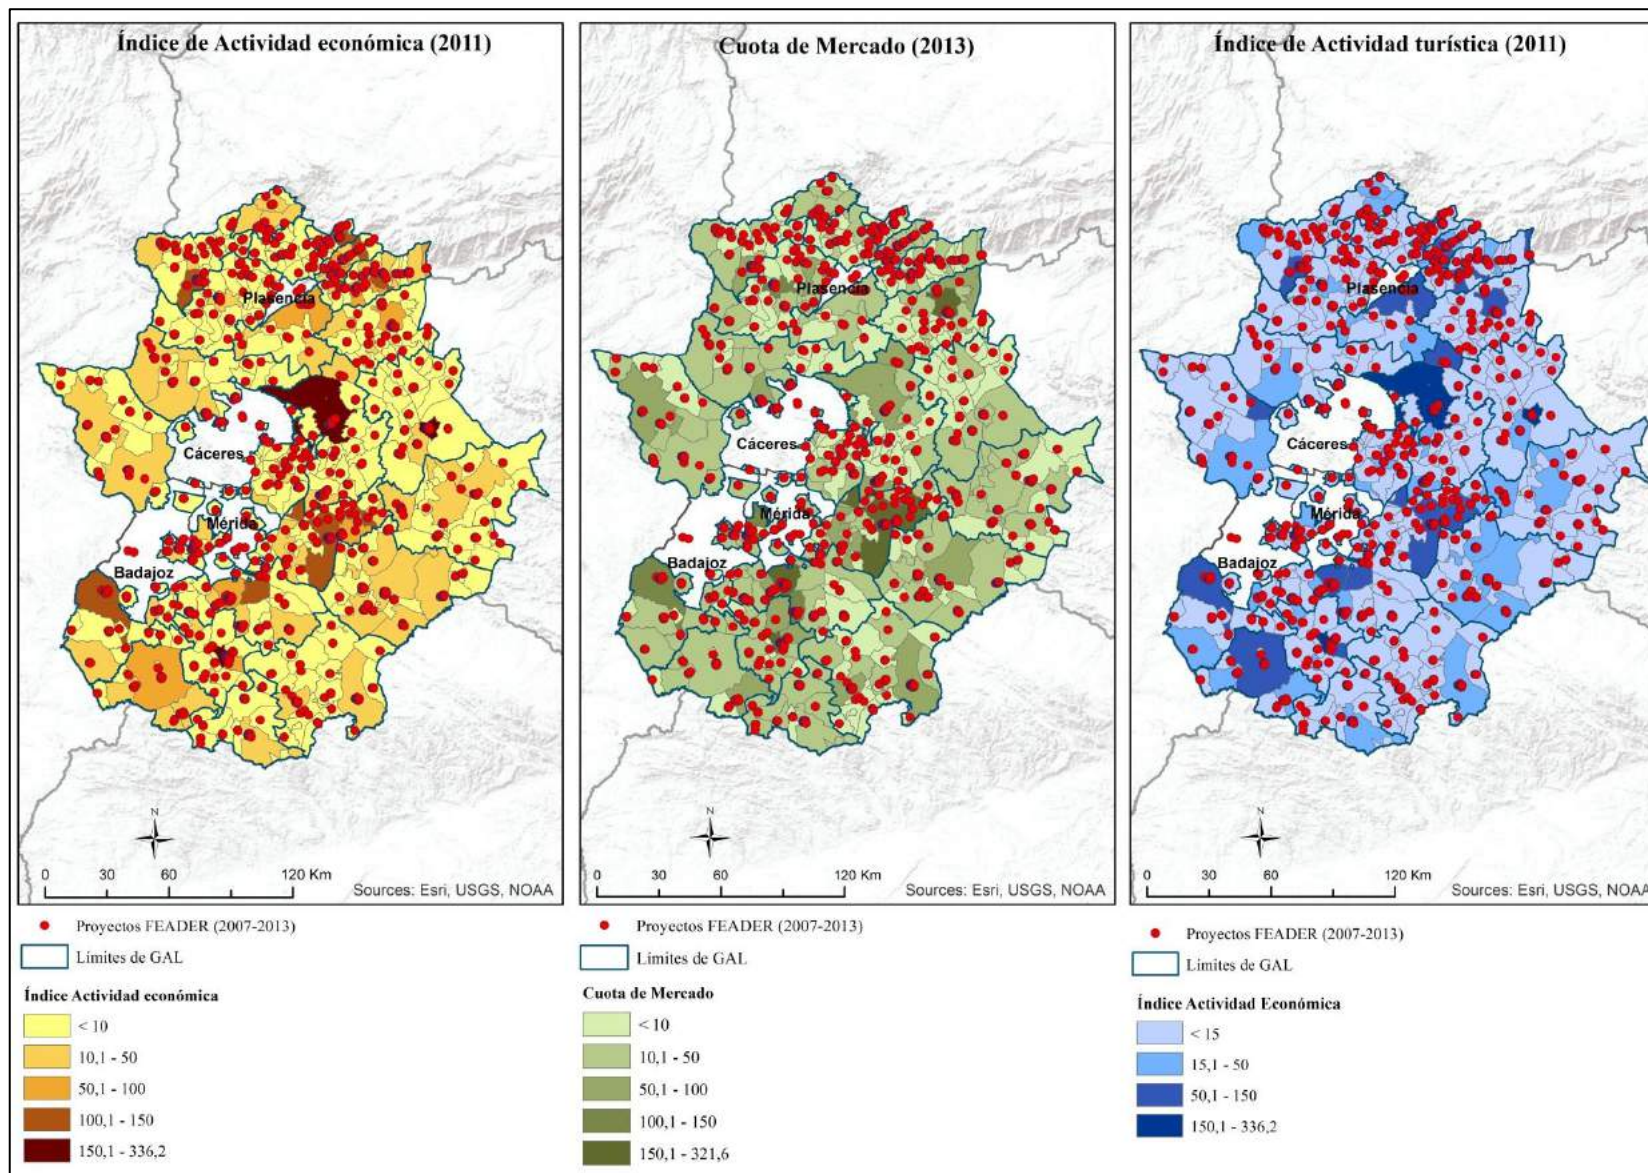 Índice de Actividad económica (2011)
Plasencia
Cáceres
Mérida
Badajoz
N
0 30 60 120 Km
Sources: Esri, USGS, NOAA
Proyectos FEADER (2007-2013)
Límites de GAL
Índice Actividad económica
< 10
10,1 - 50
50,1 - 100
100,1 - 150
150,1 - 336,2
Cuota de Mercado (2013)
Plasencia
Cáceres
Mérida
Badajoz
N
0 30 60 120 Km
Sources: Esri, USGS, NOAA
Proyectos FEADER (2007-2013)
Límites de GAL
Cuota de Mercado
< 10
10,1 - 50
50,1 - 100
100,1 - 150
150,1 - 321,6
Índice de Actividad turística (2011)
Plasencia
Cáceres
Mérida
Badajoz
N
0 30 60 120 Km
Sources: Esri, USGS, NOAA
Proyectos FEADER (2007-2013)
Límites de GAL
Índice Actividad Económica
< 15
15,1 - 50
50,1 - 150
150,1 - 336,2